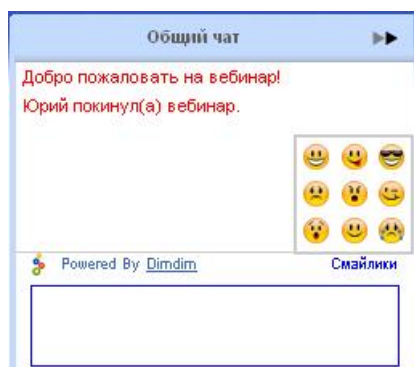 Общий чат
Добро пожаловать на вебинар!
Юрий покинул(а) вебинар.
Powered By Dimdim
Смайлики